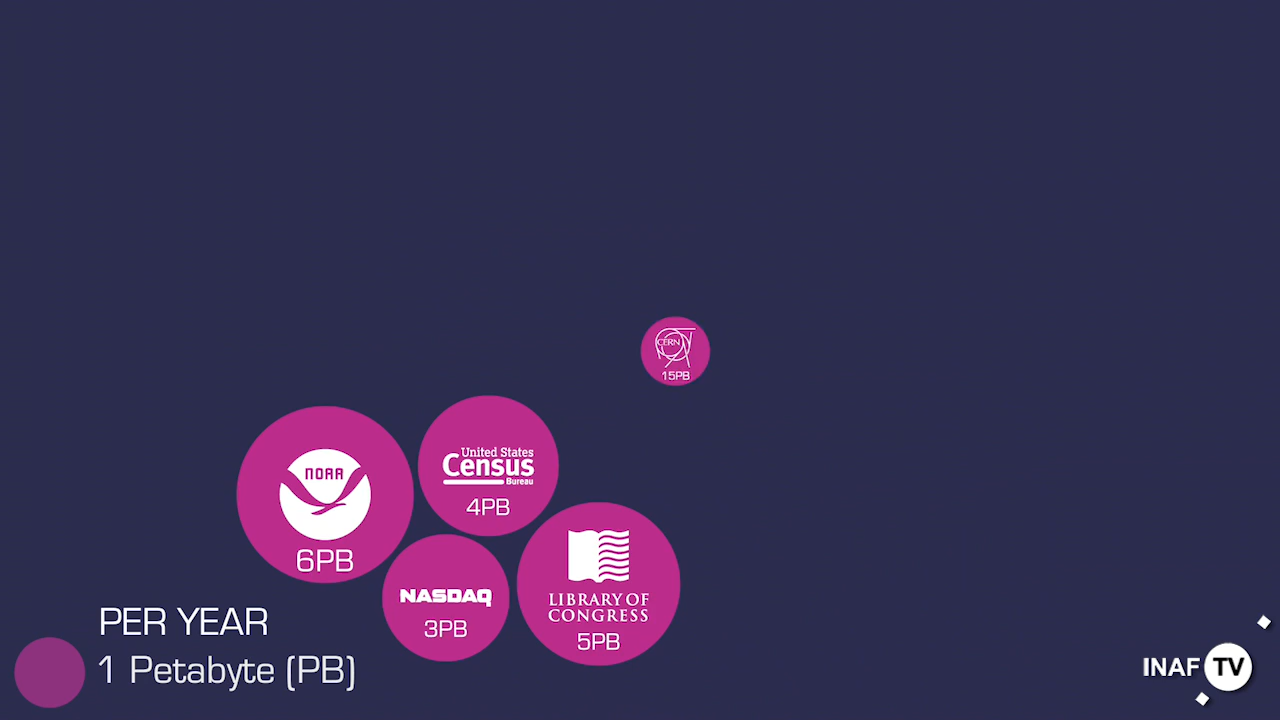 CERN
15PB
NOAA
6PB
United States
Census
Bureau
4PB
NASDAQ
3PB
LIBRARY OF
CONGRESS
5PB
PER YEAR
1 Petabyte (PB)
INAF TV